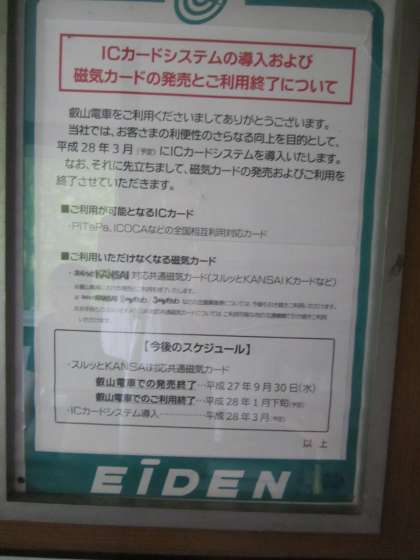 ICカードシステムの導入および
磁気カードの発売とご利用終了について
叡山電車をご利用くださいましてありがとうございます。
当社では、お客さまの利便性のさらなる向上を目的として、
平成28年3月(予定)にICカードシステムを導入いたします。
なお、それに先立ちまして、磁気カードの発売およびご利用を
終了させていただきます。
■ご利用が可能となるICカード
・PiTaPa、ICOCAなどの全国相互利用対応カード
■ご利用いただけなくなる磁気カード
・スルッとKANSAI対応共通磁気カード(スルッとKANSAI Kカードなど)
【今後のスケジュール】
・スルッとKANSAI対応共通磁気カード
叡山電車での発売終了…平成27年9月30日(水)
叡山電車でのご利用終了…平成28年1月下旬(予定)
・ICカードシステム導入…………平成28年3月(予定)
以上
EIDEN